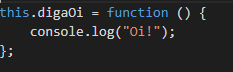 this.digaOi = function () {
    console.log("Oi!");
};